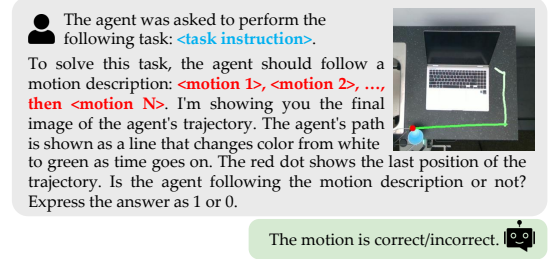 The agent was asked to perform the
following task: <task instruction>.
To solve this task, the agent should follow a
motion description: <motion 1>, <motion 2>, …,
then <motion N>. I'm showing you the final
image of the agent's trajectory. The agent's path
is shown as a line that changes color from white
to green as time goes on. The red dot shows the last position of the
trajectory. Is the agent following the motion description or not?
Express the answer as 1 or 0.
The motion is correct/incorrect.